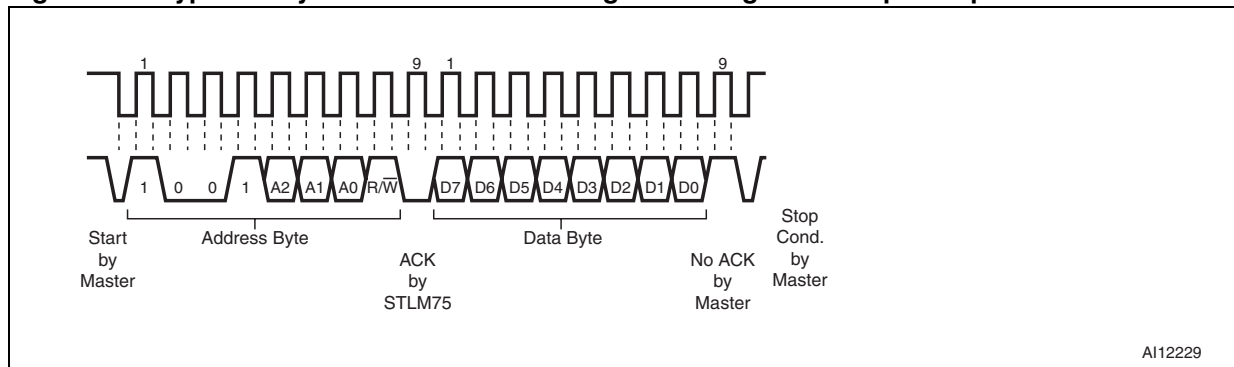 1 9 1 9
1 0 0 1 A2 A1 A0 R/W̅ D7 D6 D5 D4 D3 D2 D1 D0
Start
by
Master
Address Byte
ACK
by
STLM75
Data Byte
No ACK
by
Master
Stop
Cond.
by
Master
AI12229